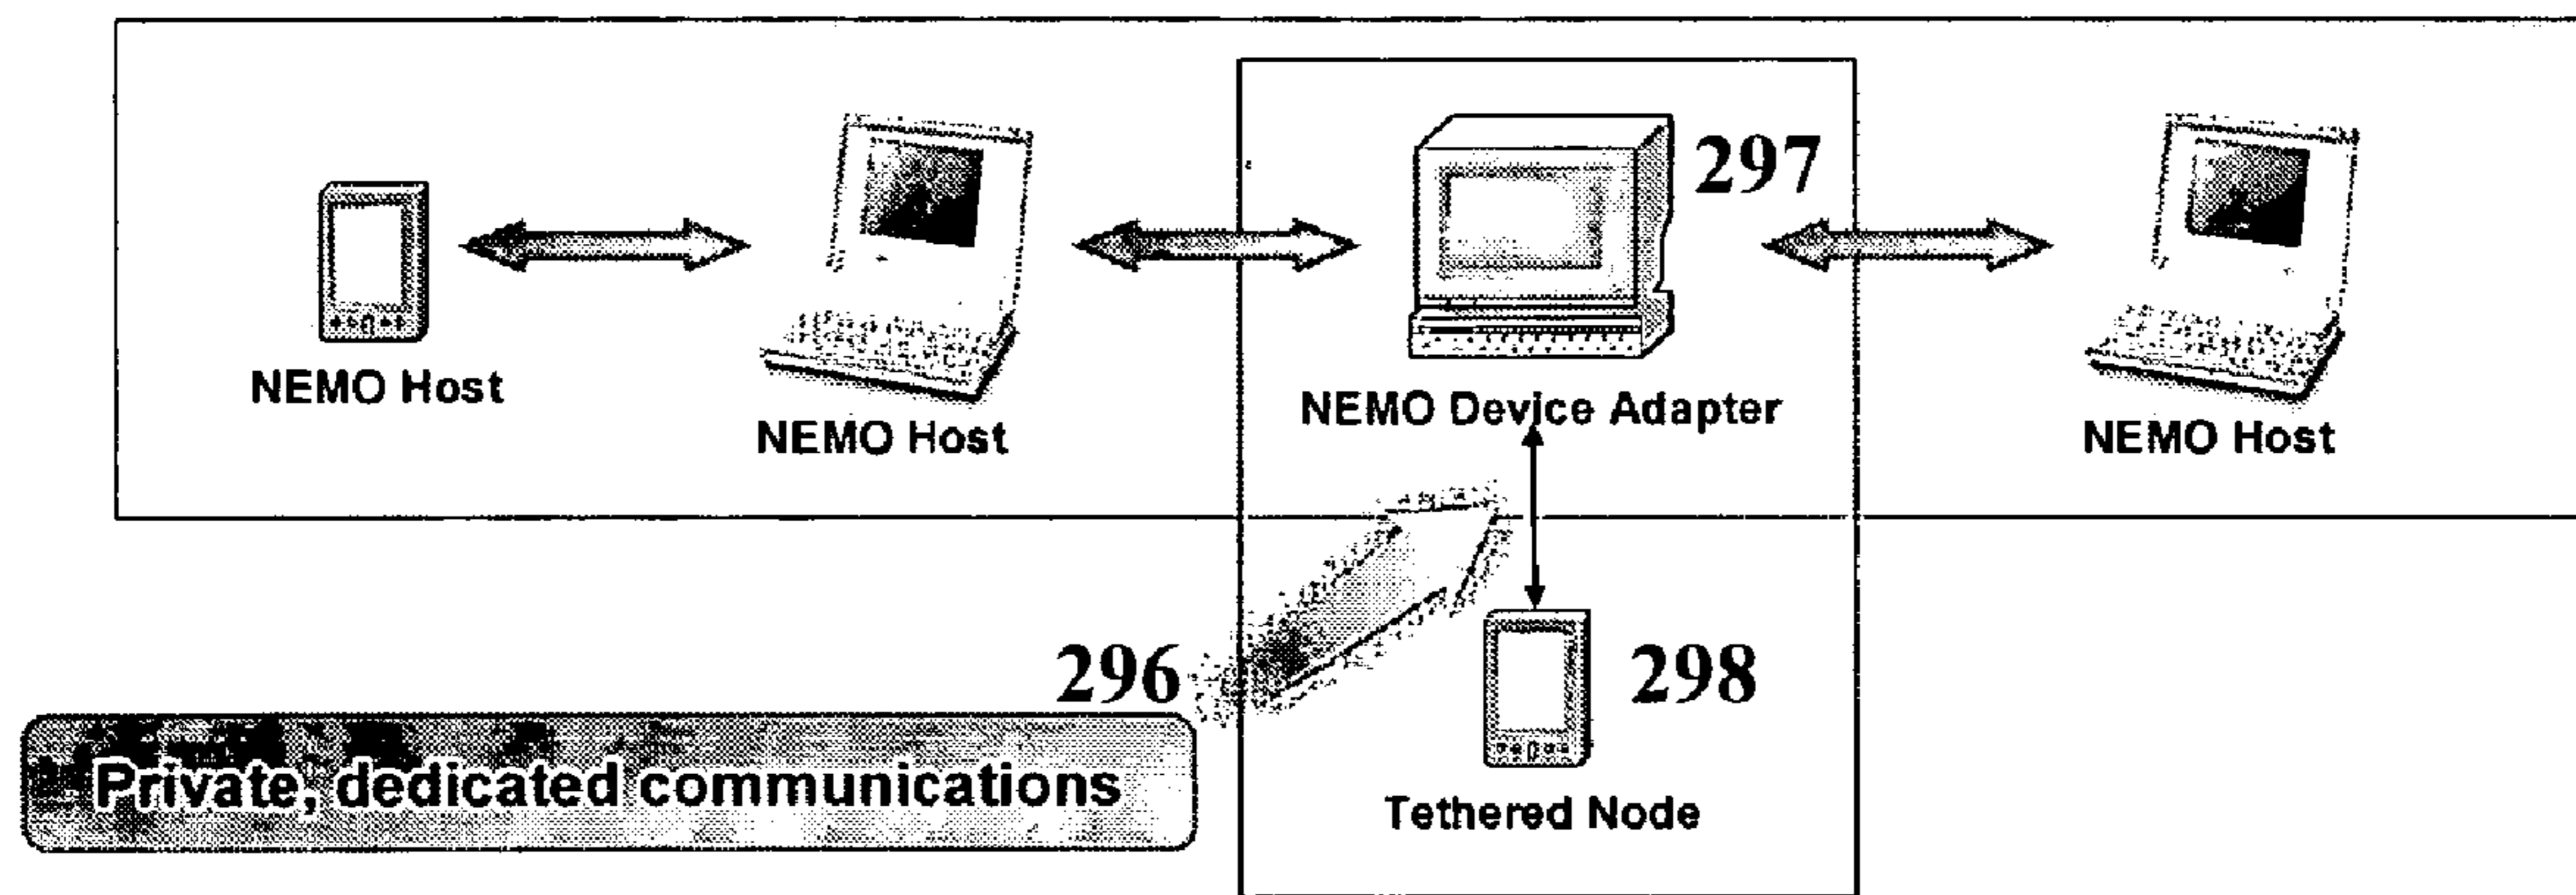 297
NEMO Host
NEMO Host
NEMO Device Adapter
NEMO Host
296
298
Private, dedicated communications
Tethered Node